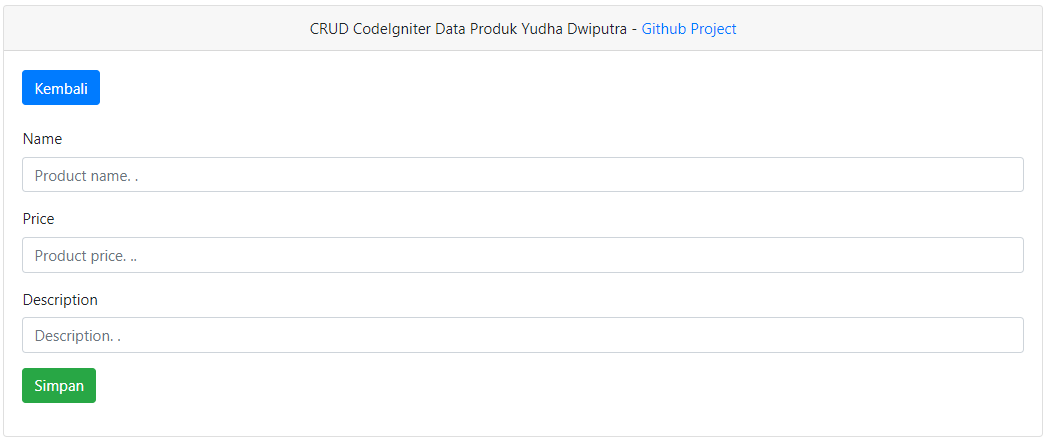 CRUD CodeIgniter Data Produk Yudha Dwiputra - Github Project
Kembali
Name
Product name. .
Price
Product price. ..
Description
Description. .
Simpan